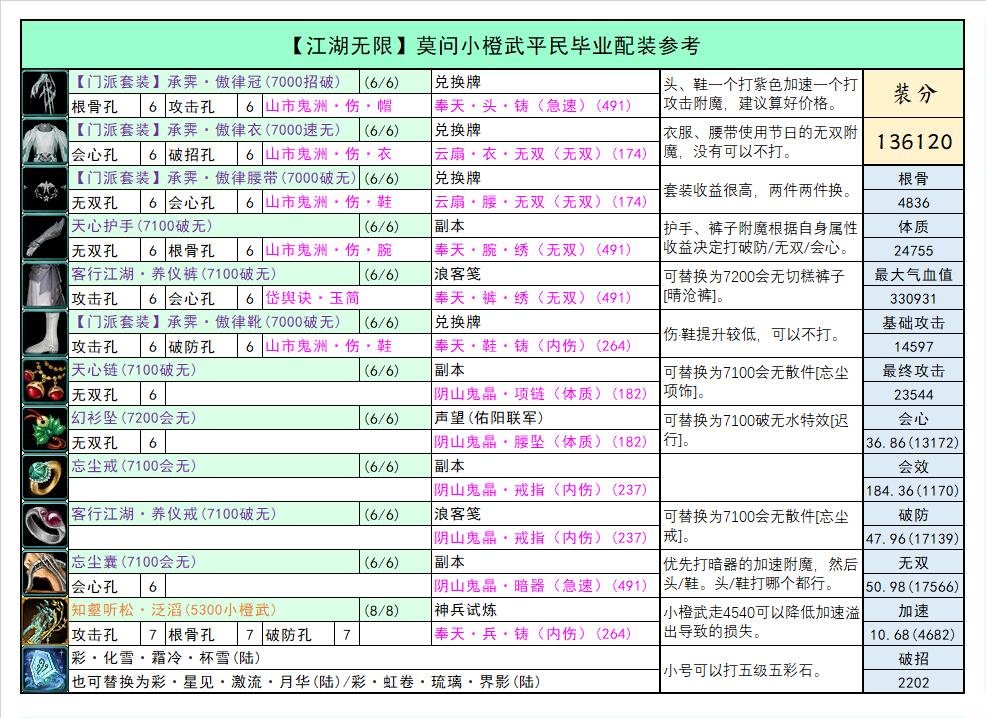 【江湖无限】莫问小橙武平民毕业配装参考
【门派套装】承霁·傲律冠(7000招破) (6/6) 兑换牌
根骨孔 6 攻击孔 6 山市鬼洲·伤·帽 奉天·头·铸（急速）(491)
头、鞋一个打紫色加速一个打
攻击附魔，建议算好价格。
装分
【门派套装】承霁·傲律衣(7000速无) (6/6) 兑换牌
会心孔 6 破招孔 6 山市鬼洲·伤·衣 云扇·衣·无双（无双）(174)
衣服、腰带使用节日的无双附
魔，没有可以不打。
136120
【门派套装】承霁·傲律腰带(7000破无) (6/6) 兑换牌
无双孔 6 会心孔 6 山市鬼洲·伤·鞋 云扇·腰·无双（无双）(174)
套装收益很高，两件两件换。
根骨
4836
天心护手(7100破无) (6/6) 副本
无双孔 6 根骨孔 6 山市鬼洲·伤·腕 奉天·腕·绣（无双）(491)
护手、裤子附魔根据自身属性
收益决定打破防/无双/会心。
体质
24755
客行江湖·养仪裤(7100破无) (6/6) 浪客笺
攻击孔 6 会心孔 6 岱舆诀·玉简 奉天·裤·绣（无双）(491)
可替换为7200会无切糕裤子
[晴沧裤]。
最大气血值
330931
【门派套装】承霁·傲律靴(7000破无) (6/6) 兑换牌
攻击孔 6 破防孔 6 山市鬼洲·伤·鞋 奉天·鞋·铸（内伤）(264)
伤·鞋提升较低，可以不打。
基础攻击
14597
天心链(7100破无) (6/6) 副本
无双孔 6 阴山鬼晶·项链（体质）(182)
可替换为7100会无散件[忘尘
项饰]。
最终攻击
23544
幻衫坠(7200会无) (6/6) 声望(佑阳联军)
无双孔 6 阴山鬼晶·腰坠（体质）(182)
可替换为7100破无水特效[迟
行]。
会心
36.86(13172)
忘尘戒(7100会无) (6/6) 副本
阴山鬼晶·戒指（内伤）(237)
会效
184.36(1170)
客行江湖·养仪戒(7100破无) (6/6) 浪客笺
阴山鬼晶·戒指（内伤）(237)
可替换为7100会无散件[忘尘
戒]。
破防
47.96(17139)
忘尘囊(7100会无) (6/6) 副本
会心孔 6 阴山鬼晶·暗器（急速）(491)
优先打暗器的加速附魔，然后
头/鞋。头/鞋打哪个都行。
无双
50.98(17566)
知壑听松·泛滔(5300小橙武) (8/8) 神兵试炼
攻击孔 7 根骨孔 7 破防孔 7 奉天·兵·铸（内伤）(264)
小橙武走4540可以降低加速溢
出导致的损失。
加速
10.68(4682)
彩·化雪·霜冷·杯雪(陆)
也可替换为彩·星见·激流·月华(陆)/彩·虹卷·琉璃·界影(陆)
小号可以打五级五彩石。
破招
2202